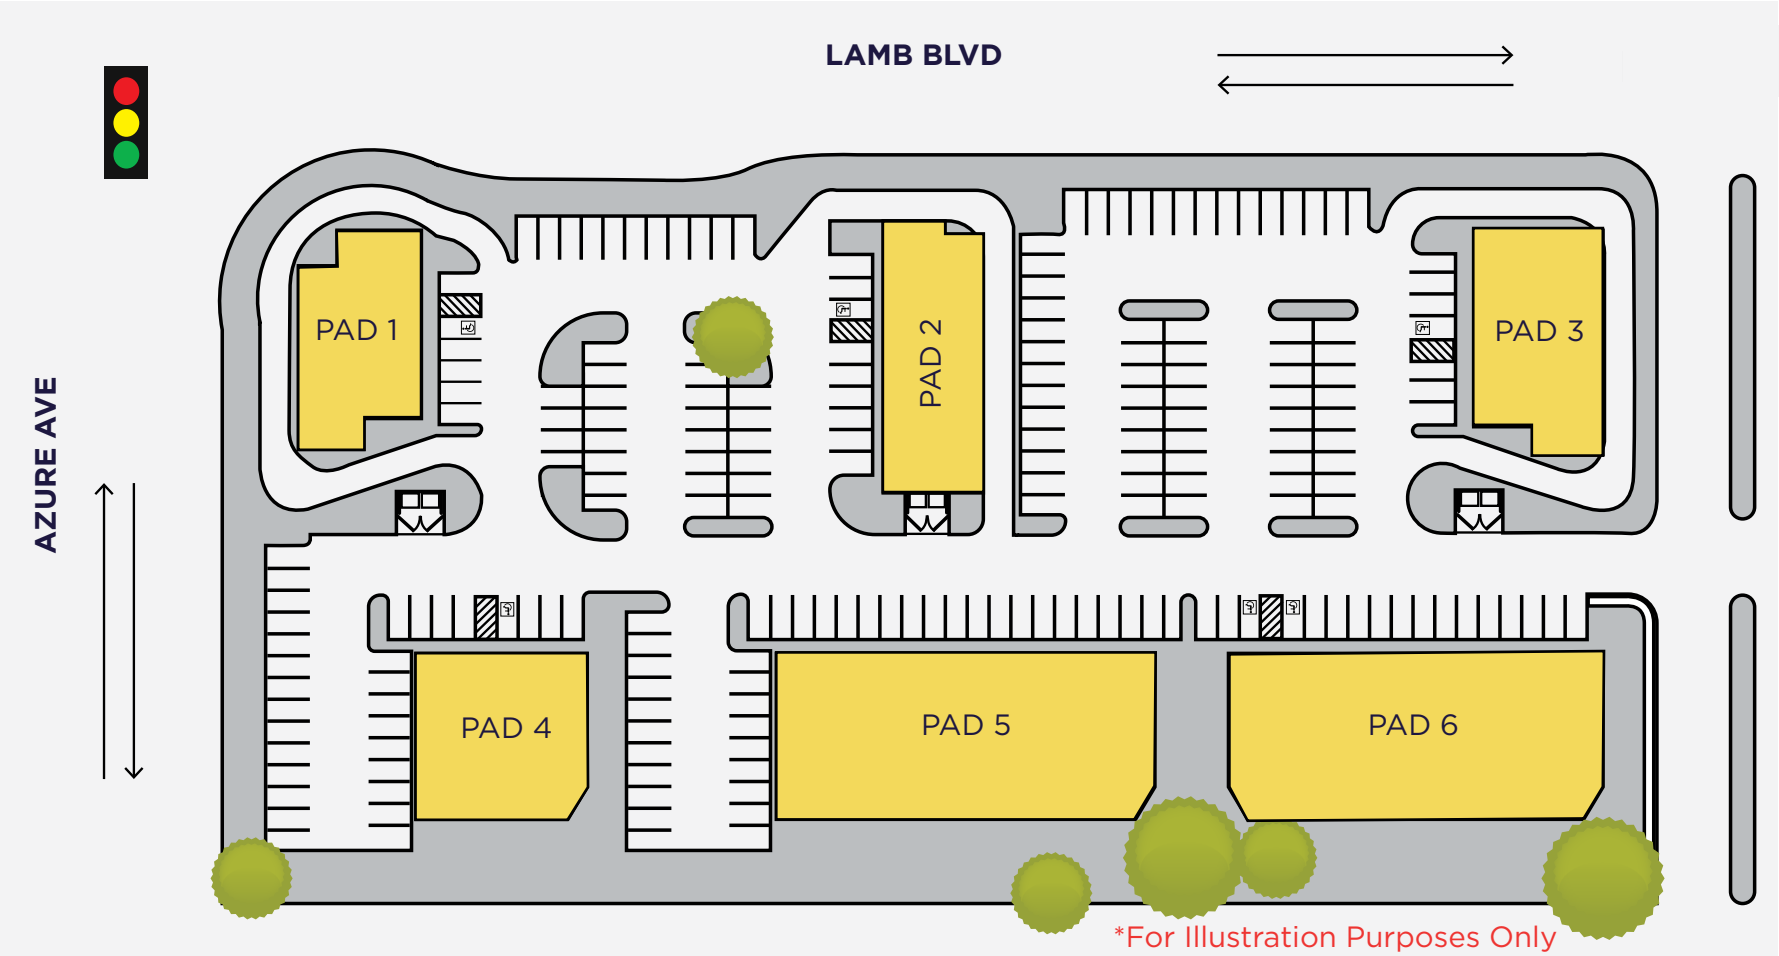 LAMB BLVD
AZURE AVE
PAD 1
PAD 2
PAD 3
PAD 4
PAD 5
PAD 6
*For Illustration Purposes Only